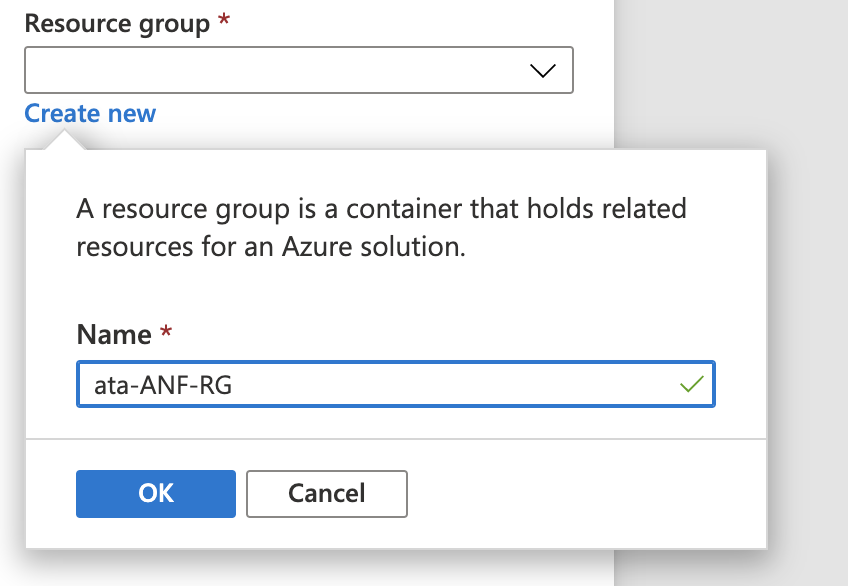 Resource group *
Create new
A resource group is a container that holds related
resources for an Azure solution.
Name *
ata-ANF-RG
OK
Cancel